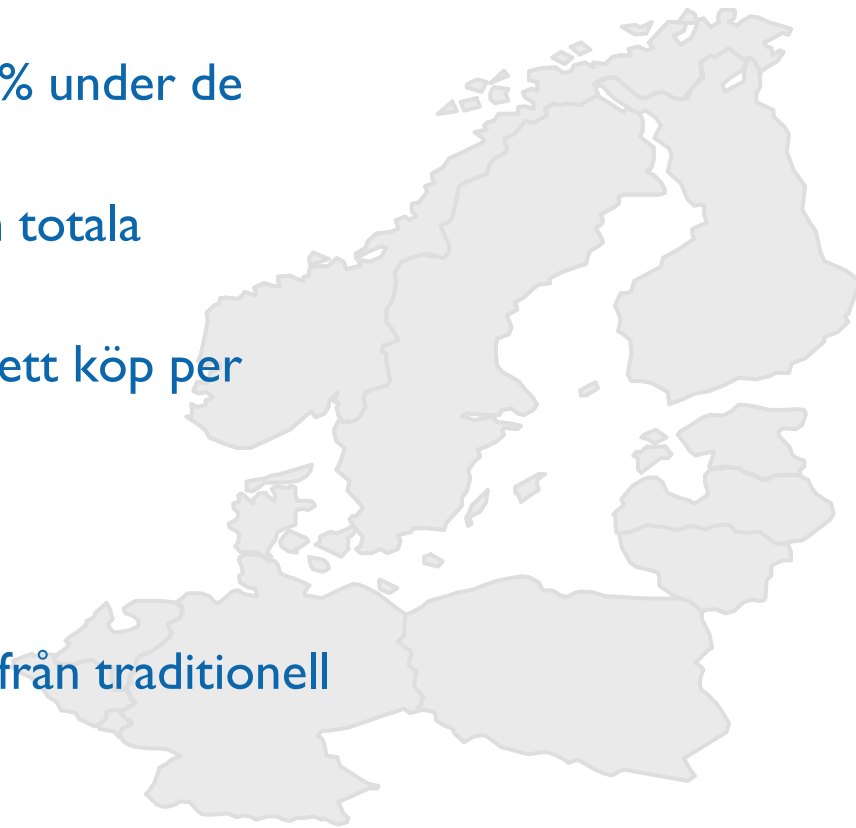 % under de
totala
ett köp per
från traditionell